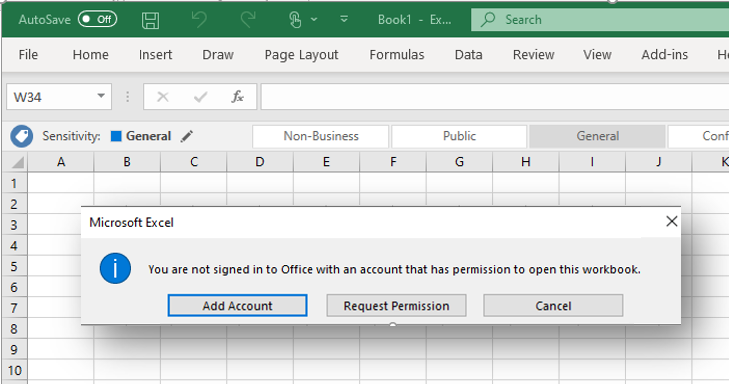 AutoSave Off Book1 - Ex... Search
File Home Insert Draw Page Layout Formulas Data Review View Add-ins He
W34 fx
Sensitivity: General Non-Business Public General Conf
A B C D E F G H I J K
1
2
3
4
5
6
7
8
9
10
Microsoft Excel
You are not signed in to Office with an account that has permission to open this workbook.
Add Account Request Permission Cancel